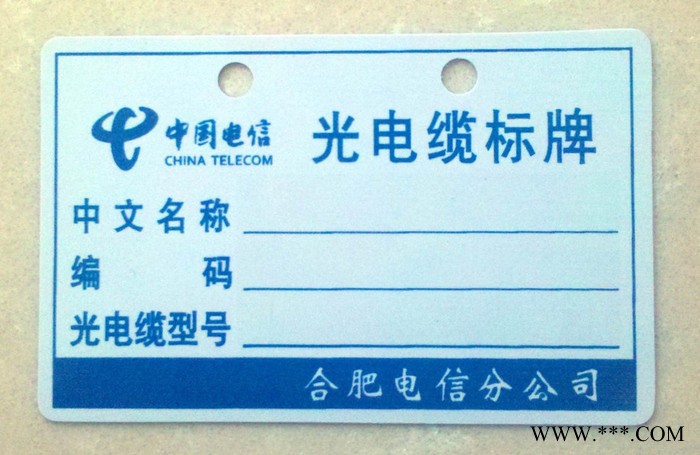 中国电信
CHINA TELECOM
光电缆标牌
中文名称
编码
光电缆型号
合肥电信分公司
WWW.***.COM